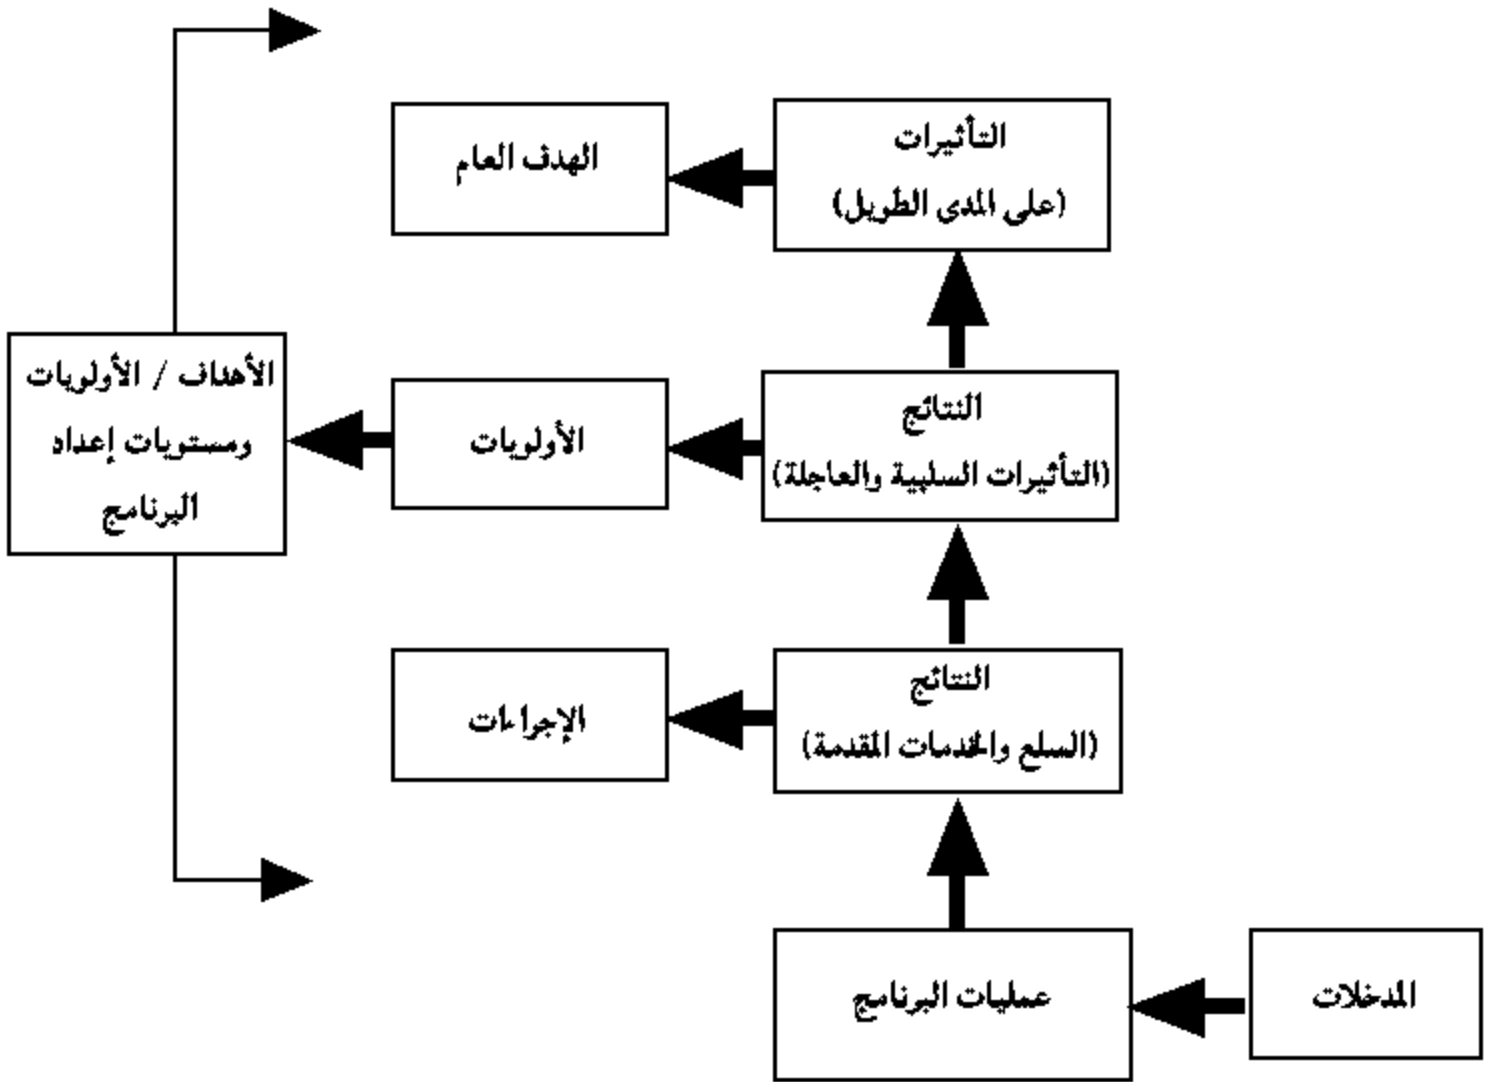 التأثيرات
(على المدى الطويل)
الهدف العام
النتائج
(التأثيرات السلبية والعاجلة)
الأولويات
الأهداف / الأولويات
ومستويات إعداد
البرنامج
النتائج
(السلع والخدمات المقدمة)
الإجراءات
المدخلات
عمليات البرنامج